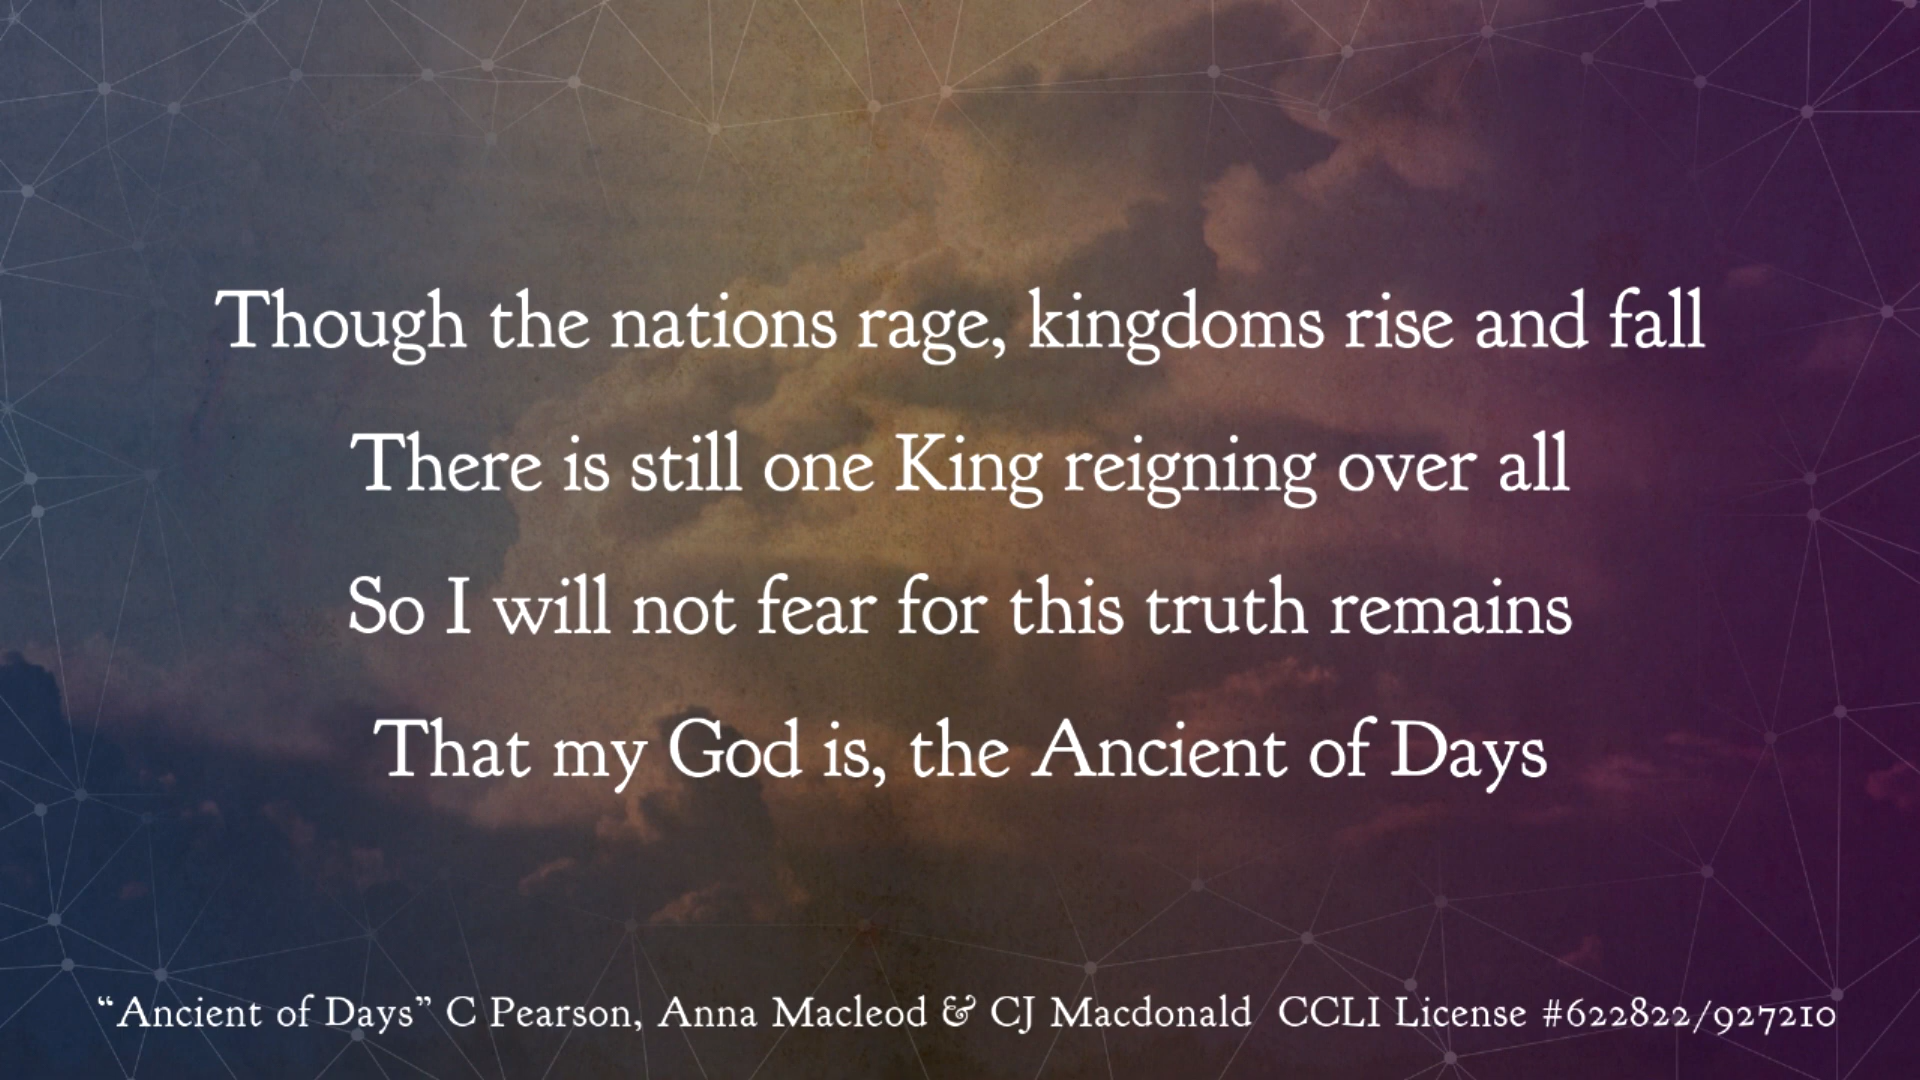 Though the nations rage, kingdoms rise and fall
There is still one King reigning over all
So I will not fear for this truth remains
That my God is, the Ancient of Days
“Ancient of Days” C Pearson, Anna Macleod & CJ Macdonald CCLI License #622822/927210